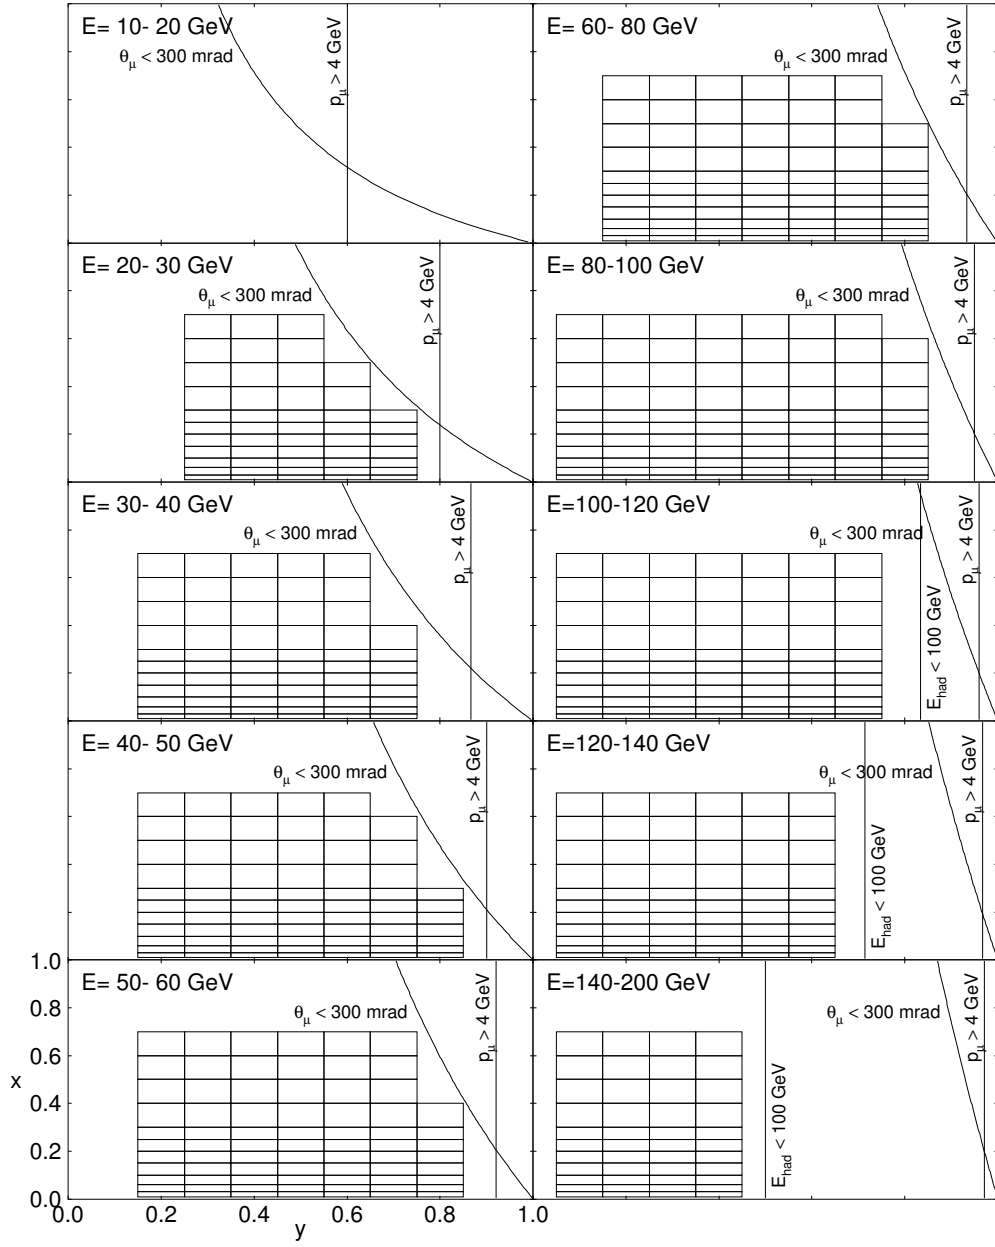 E= 10- 20 GeV
θμ < 300 mrad
pμ > 4 GeV
E= 60- 80 GeV
θμ < 300 mrad
pμ > 4 GeV
E= 20- 30 GeV
θμ < 300 mrad
pμ > 4 GeV
E= 80-100 GeV
θμ < 300 mrad
pμ > 4 GeV
E= 30- 40 GeV
θμ < 300 mrad
pμ > 4 GeV
E=100-120 GeV
θμ < 300 mrad
pμ > 4 GeV
Ehad < 100 GeV
E= 40- 50 GeV
θμ < 300 mrad
pμ > 4 GeV
E=120-140 GeV
θμ < 300 mrad
pμ > 4 GeV
Ehad < 100 GeV
E= 50- 60 GeV
θμ < 300 mrad
pμ > 4 GeV
E=140-200 GeV
θμ < 300 mrad
pμ > 4 GeV
Ehad < 100 GeV
1.0
0.8
0.6
x
0.4
0.2
0.0
0.0 0.2 0.4 0.6 0.8 1.0
y